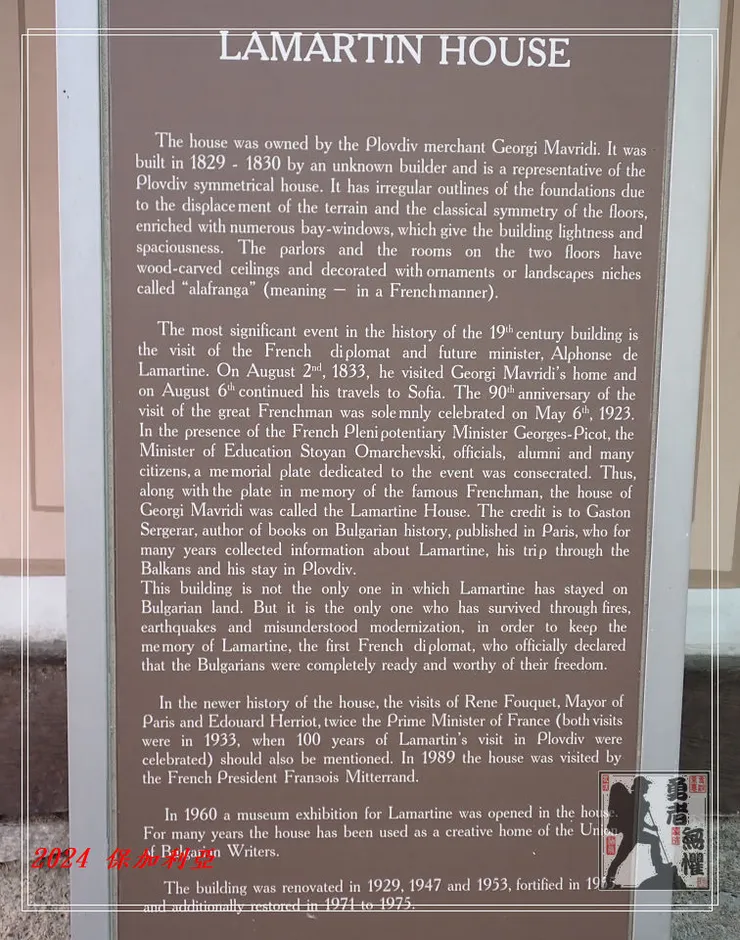 LAMARTIN HOUSE
The house was owned by the Plovdiv merchant Georgi Mavridi. It was
built in 1829 - 1830 by an unknown builder and is a representative of the
Plovdiv symmetrical house. It has irregular outlines of the foundations due
to the displacement of the terrain and the classical symmetry of the floors,
enriched with numerous bay-windows, which give the building lightness and
spaciousness. The parlors and the rooms on the two floors have
wood-carved ceilings and decorated with ornaments or landscapes niches
called “alafranga” (meaning – in a French manner).
The most significant event in the history of the 19th century building is
the visit of the French diplomat and future minister, Alphonse de
Lamartine. On August 2nd, 1833, he visited Georgi Mavridi's home and
on August 6th continued his travels to Sofia. The 90th anniversary of the
visit of the great Frenchman was solemnly celebrated on May 6th, 1923.
In the presence of the French Plenipotentiary Minister Georges-Picot, the
Minister of Education Stoyan Omarchevski, officials, alumni and many
citizens, a memorial plate dedicated to the event was consecrated. Thus,
along with the plate in memory of the famous Frenchman, the house of
Georgi Mavridi was called the Lamartine House. The credit is to Gaston
Sergerar, author of books on Bulgarian history, published in Paris, who for
many years collected information about Lamartine, his trip through the
Balkans and his stay in Plovdiv.
This building is not the only one in which Lamartine has stayed on
Bulgarian land. But it is the only one who has survived through fires,
earthquakes and misunderstood modernization, in order to keep the
memory of Lamartine, the first French diplomat, who officially declared
that the Bulgarians were completely ready and worthy of their freedom.
In the newer history of the house, the visits of Rene Fouquet, Mayor of
Paris and Edouard Herriot, twice the Prime Minister of France (both visits
were in 1933, when 100 years of Lamartin's visit in Plovdiv were
celebrated) should also be mentioned. In 1989 the house was visited by
the French President Franзois Mitterrand.
In 1960 a museum exhibition for Lamartine was opened in the house.
For many years the house has been used as a creative home of the Union
of Bulgarian Writers.
The building was renovated in 1929, 1947 and 1953, fortified in
and additionally restored in 1971 to 1975.
2024 保加利亞
勇者無懼